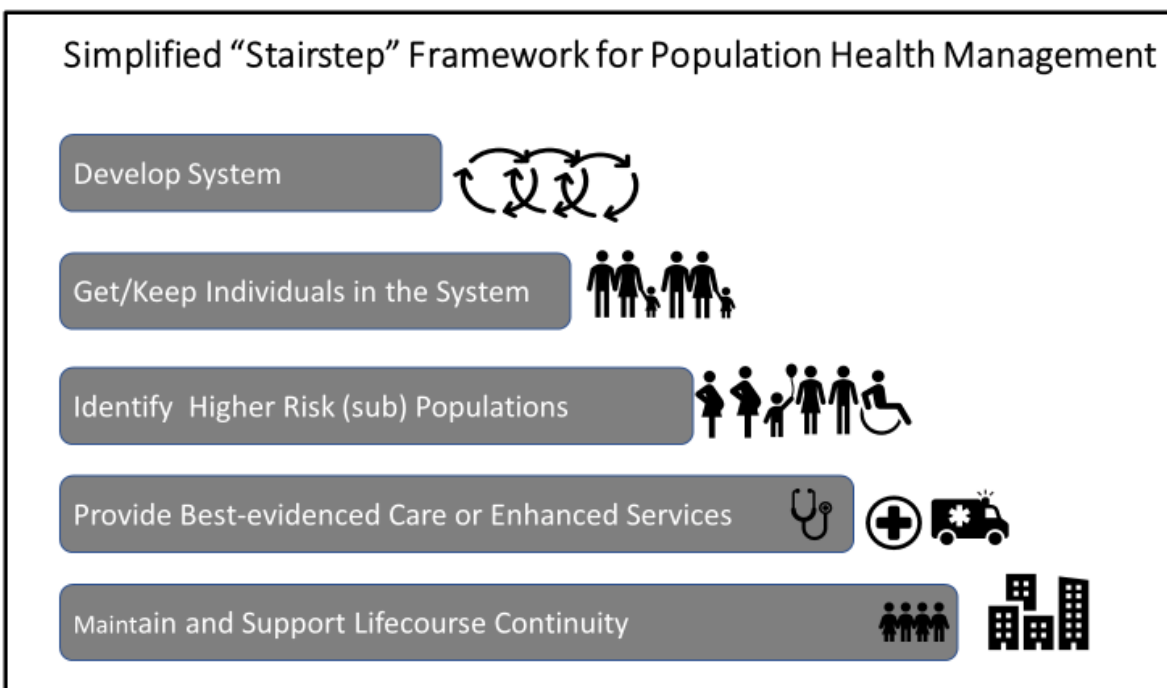 Simplified “Stairstep” Framework for Population Health Management
Develop System
Get/Keep Individuals in the System
Identify  Higher Risk (sub) Populations
Provide Best-evidenced Care or Enhanced Services
Maintain and Support Lifecourse Continuity